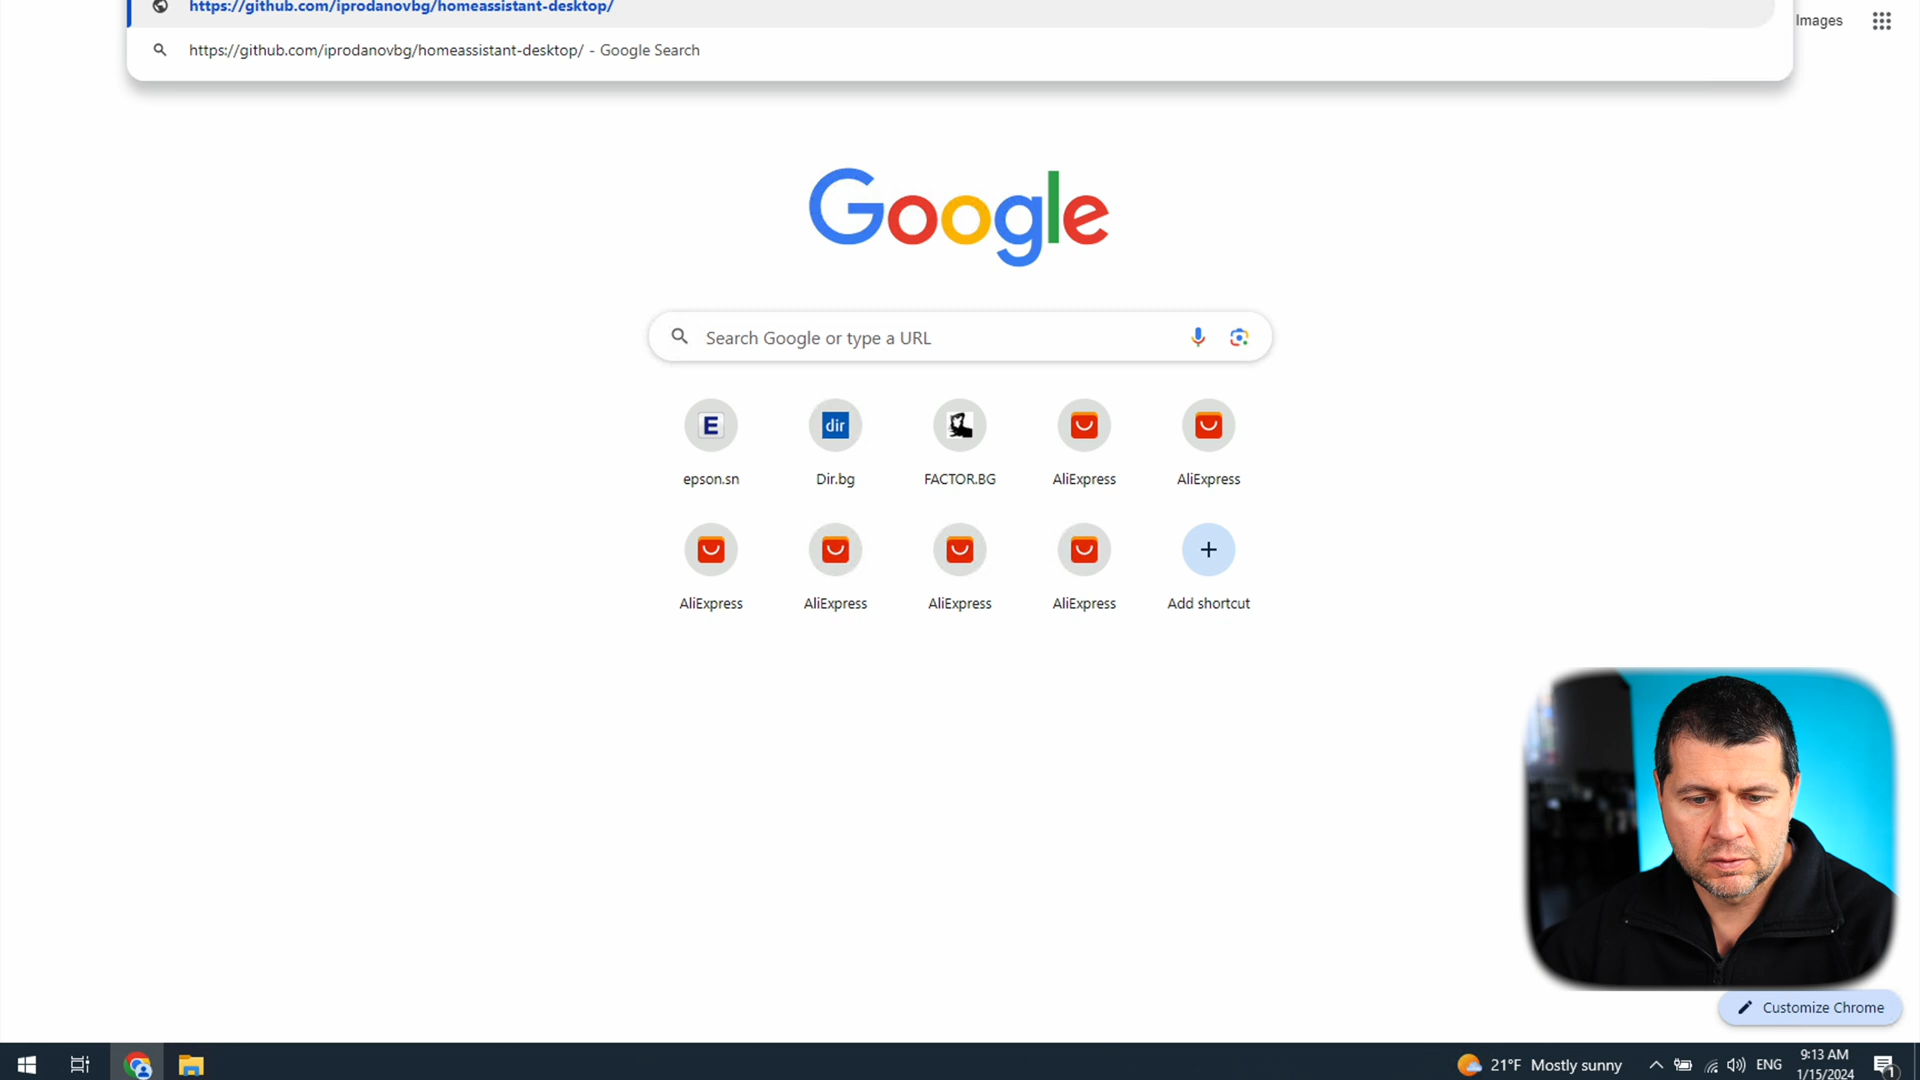 https://github.com/iprodanovbg/homeassistant-desktop/
https://github.com/iprodanovbg/homeassistant-desktop/ - Google Search
Images
Google
Search Google or type a URL
E
dir
epson.sn
Dir.bg
FACTOR.BG
AliExpress
AliExpress
AliExpress
AliExpress
AliExpress
AliExpress
Add shortcut
Customize Chrome
21°F Mostly sunny
ENG
9:13 AM
1/15/2024
1